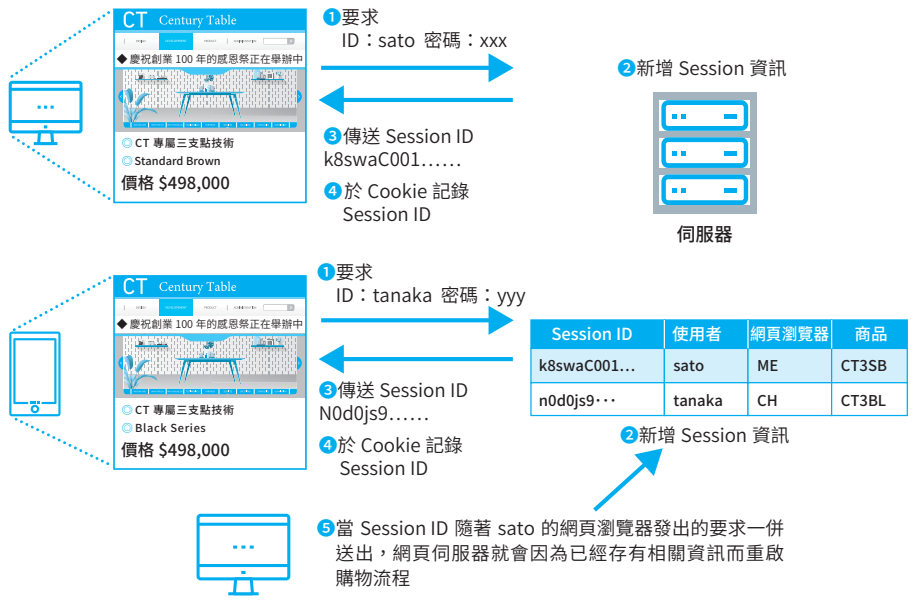 CT Century Table
◆慶祝創業 100 年的感恩祭正在舉辦中
◎CT 專屬三支點技術
◎Standard Brown
價格 $498,000
❶要求
ID：sato 密碼：xxx
❸傳送 Session ID
k8swaC001……
❹於 Cookie 記錄
Session ID
❷新增 Session 資訊
伺服器
CT Century Table
◆慶祝創業 100 年的感恩祭正在舉辦中
◎CT 專屬三支點技術
◎Black Series
價格 $498,000
❶要求
ID：tanaka 密碼：yyy
❸傳送 Session ID
N0d0js9……
❹於 Cookie 記錄
Session ID
Session ID 使用者 網頁瀏覽器 商品
k8swaC001… sato ME CT3SB
n0d0js9··· tanaka CH CT3BL
❷新增 Session 資訊
❺當 Session ID 隨著 sato 的網頁瀏覽器發出的要求一併
送出，網頁伺服器就會因為已經存有相關資訊而重啟
購物流程